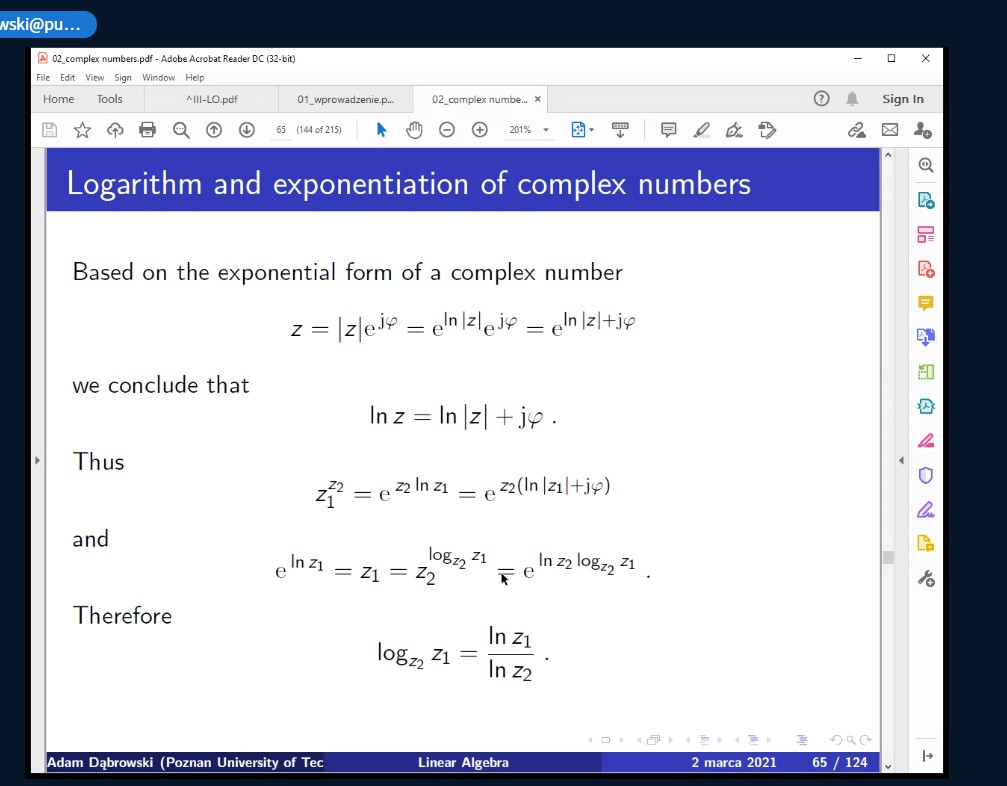 wski@pu...
02_complex numbers.pdf - Adobe Acrobat Reader DC (32-bit)
File Edit View Sign Window Help
Home Tools ^III-LO.pdf 01_wprowadzenie.p... 02_complex numbe... × Sign In
65 (144 of 215) 201%
Logarithm and exponentiation of complex numbers
Based on the exponential form of a complex number
z = |z|e^{jφ} = e^{ln |z|}e^{jφ} = e^{ln |z|+jφ}
we conclude that
ln z = ln |z| + jφ .
Thus
z_1^{z_2} = e^{z_2 ln z_1} = e^{z_2(ln |z_1|+jφ)}
and
e^{ln z_1} = z_1 = z_2^{log_{z_2} z_1} = e^{ln z_2 log_{z_2} z_1} .
Therefore
log_{z_2} z_1 = \frac{ln z_1}{ln z_2} .
Adam Dąbrowski (Poznan University of Tec Linear Algebra 2 marca 2021 65 / 124